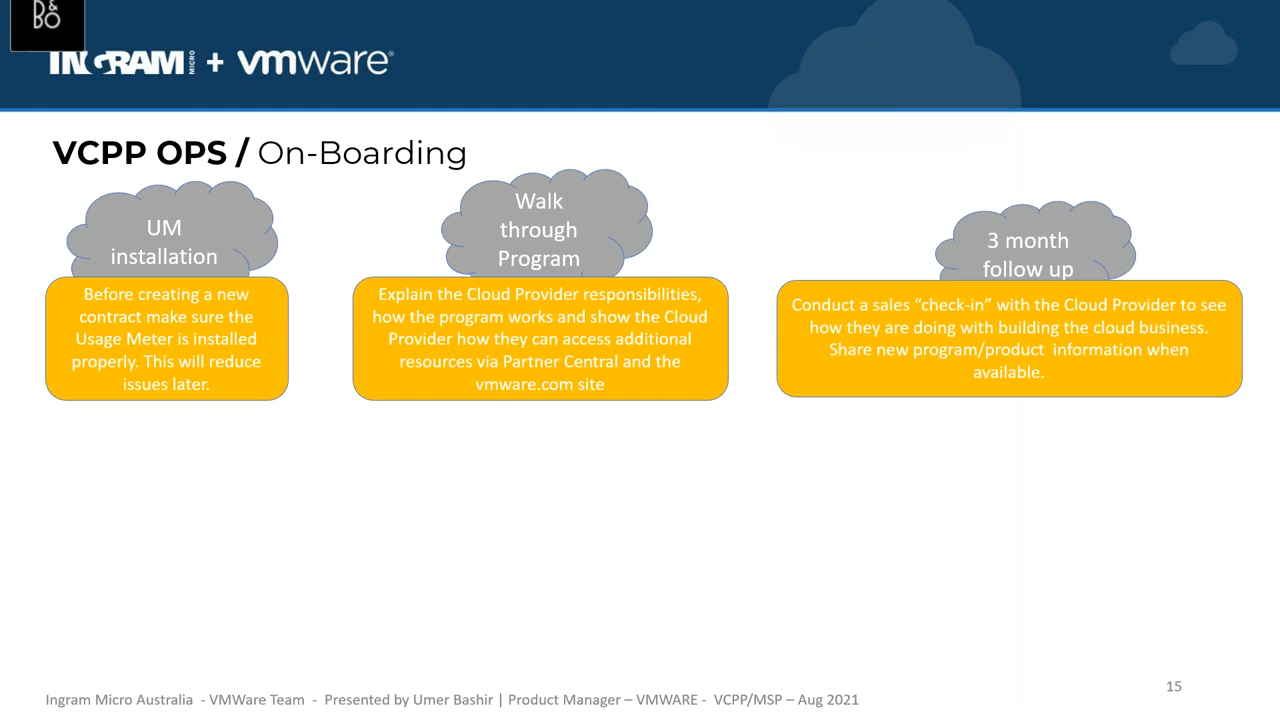 B&O
INGRAM MICRO + vmware®
VCPP OPS / On-Boarding
UM
installation
Before creating a new
contract make sure the
Usage Meter is installed
properly. This will reduce
issues later.
Walk
through
Program
Explain the Cloud Provider responsibilities,
how the program works and show the Cloud
Provider how they can access additional
resources via Partner Central and the
vmware.com site
3 month
follow up
Conduct a sales “check-in” with the Cloud Provider to see
how they are doing with building the cloud business.
Share new program/product information when
available.
15
Ingram Micro Australia - VMWare Team - Presented by Umer Bashir | Product Manager – VMWARE - VCPP/MSP – Aug 2021